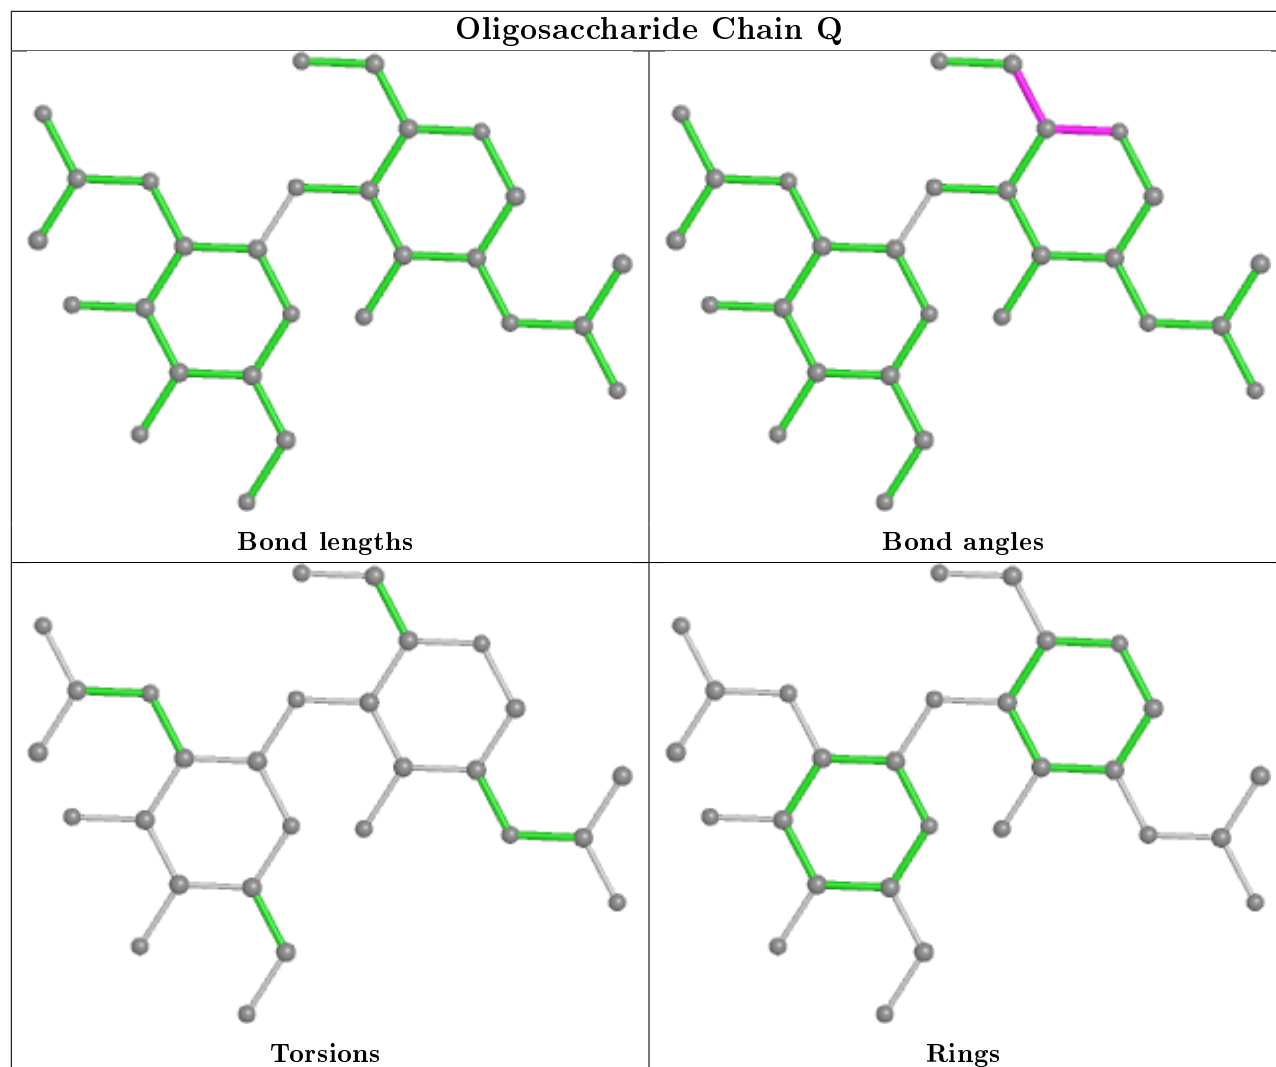 Oligosaccharide Chain Q
Bond lengths
Bond angles
Torsions
Rings